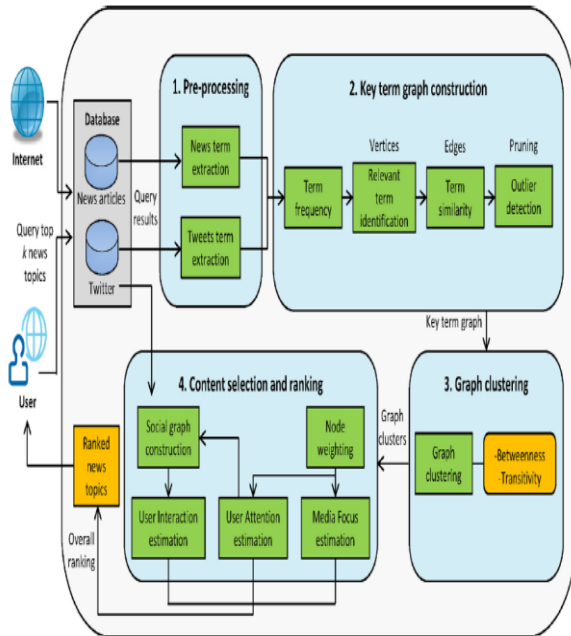 Internet
Query top
k news
topics
User
Database
News articles
Twitter
Query
results
1. Pre-processing
News term
extraction
Tweets term
extraction
2. Key term graph construction
Vertices
Edges
Pruning
Term
frequency
Relevant
term
identification
Term
similarity
Outlier
detection
Key term graph
3. Graph clustering
Graph
clustering
-Betweenness
-Transitivity
Graph
clusters
4. Content selection and ranking
Social graph
construction
Node
weighting
User Interaction
estimation
User Attention
estimation
Media Focus
estimation
Ranked
news
topics
Overall
ranking